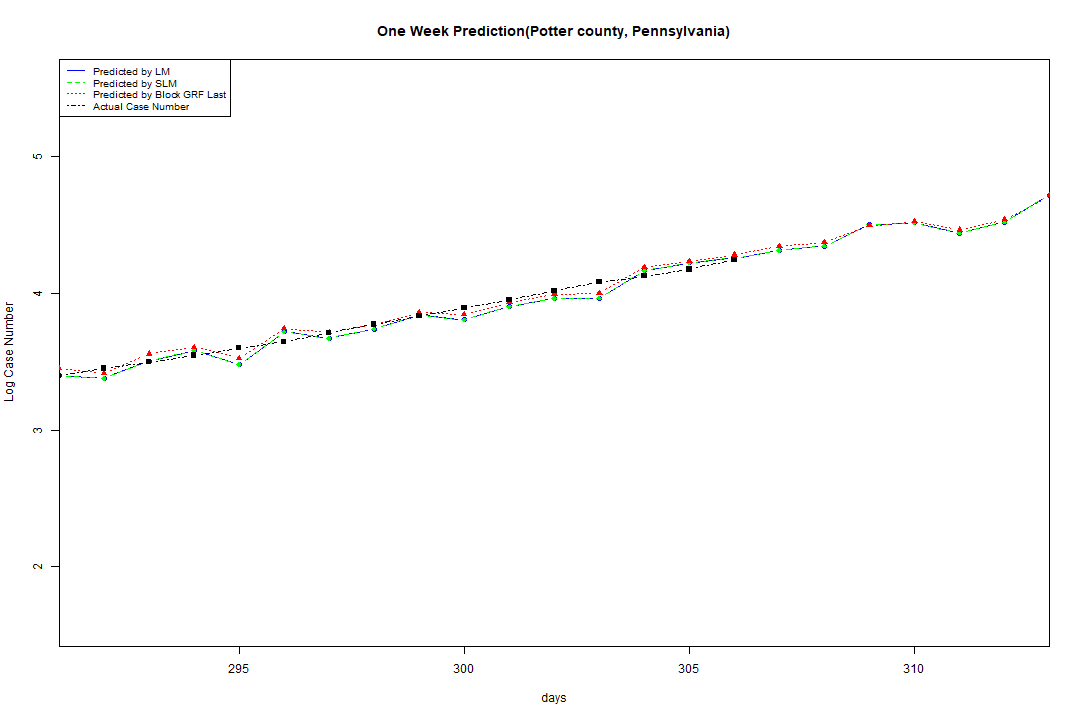 One Week Prediction(Potter county, Pennsylvania)
Predicted by LM
Predicted by SLM
Predicted by Block GRF Last
Actual Case Number
5
4
3
2
Log Case Number
295 300 305 310
days